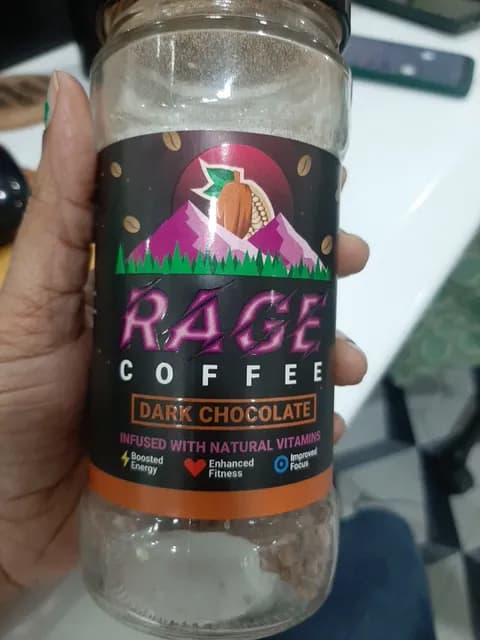 RAGE
COFFEE
DARK CHOCOLATE
INFUSED WITH NATURAL VITAMINS
Boosted
Energy
Enhanced
Fitness
Improved
Focus